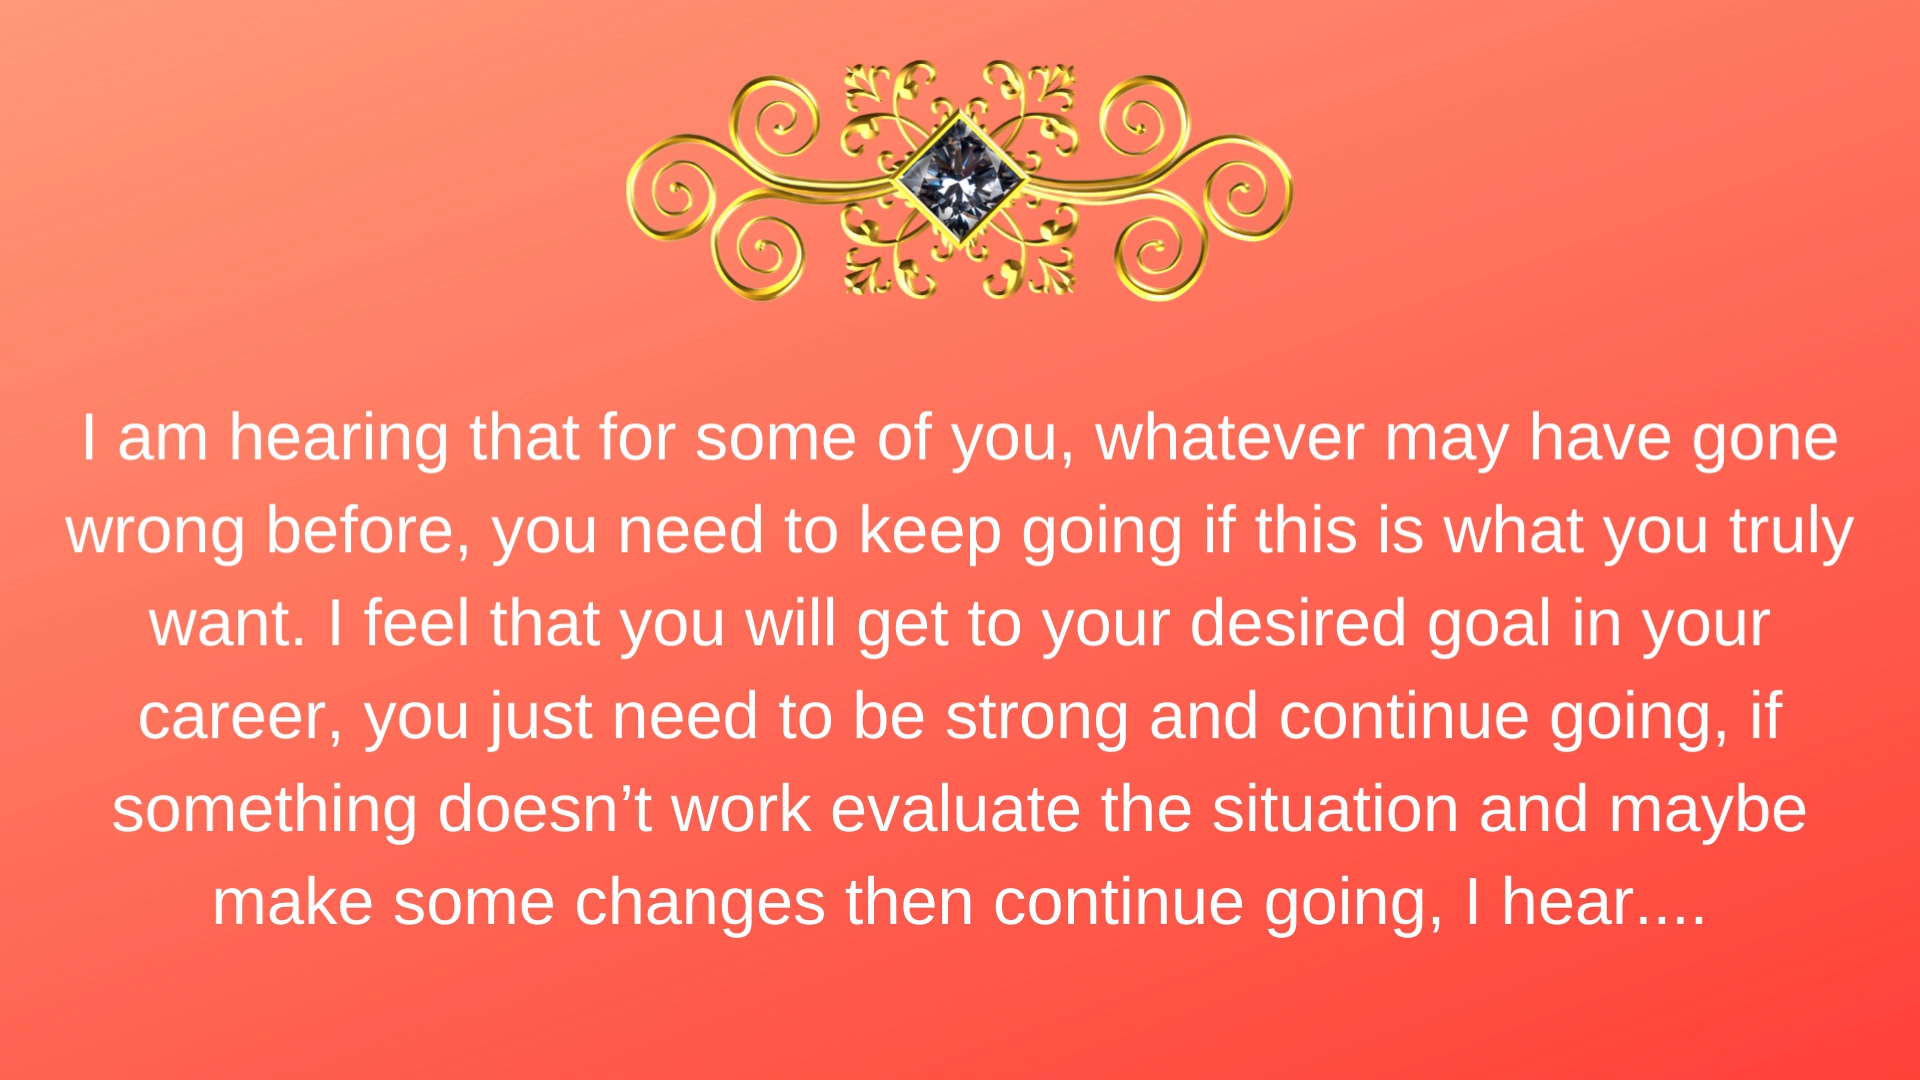 I am hearing that for some of you, whatever may have gone
wrong before, you need to keep going if this is what you truly
want. I feel that you will get to your desired goal in your
career, you just need to be strong and continue going, if
something doesn’t work evaluate the situation and maybe
make some changes then continue going, I hear....